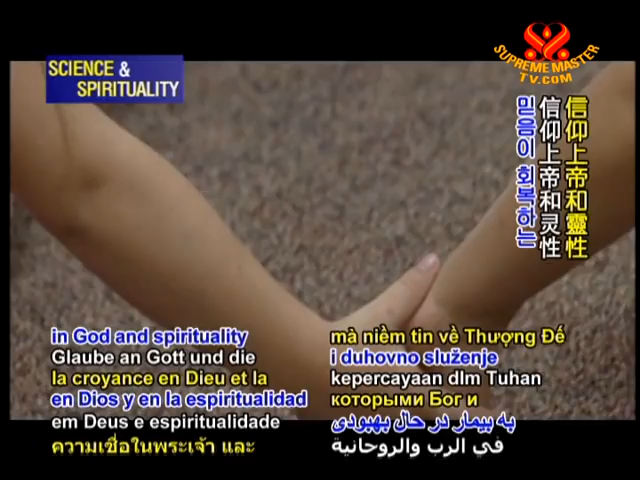 SUPREME MASTER
TV.COM
SCIENCE &
SPIRITUALITY
믿음이 회복하는
信仰上帝和灵性
信仰上帝和靈性
in God and spirituality
Glaube an Gott und die
la croyance en Dieu et la
en Dios y en la espiritualidad
em Deus e espiritualidade
ความเชื่อในพระเจ้า และ
mà niềm tin về Thượng Đế
i duhovno služenje
kepercayaan dlm Tuhan
которыми Бог и
به بیمار در حال بهبودی
في الرب والروحانية